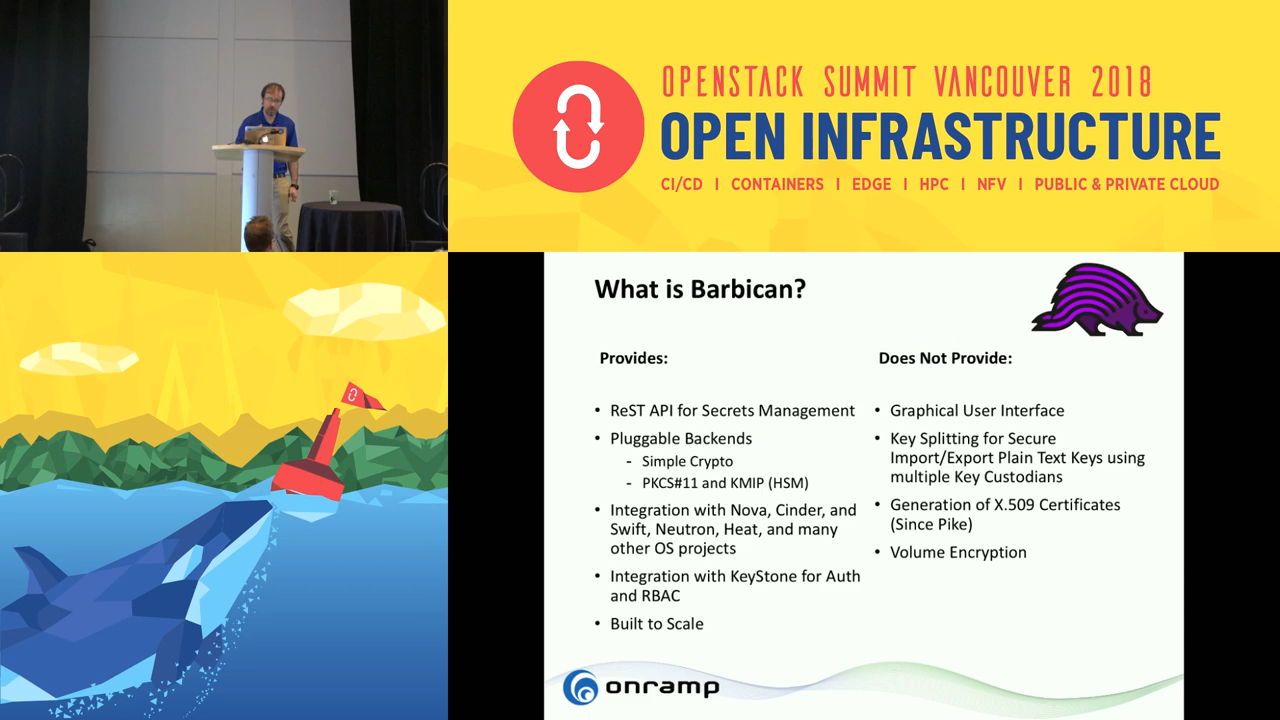 OPENSTACK SUMMIT VANCOUVER 2018
OPEN INFRASTRUCTURE
CI/CD | CONTAINERS | EDGE | HPC | NFV | PUBLIC & PRIVATE CLOUD
What is Barbican?
Provides:
• ReST API for Secrets Management
• Pluggable Backends
- Simple Crypto
- PKCS#11 and KMIP (HSM)
• Integration with Nova, Cinder, and
Swift, Neutron, Heat, and many
other OS projects
• Integration with KeyStone for Auth
and RBAC
• Built to Scale
Does Not Provide:
• Graphical User Interface
• Key Splitting for Secure
Import/Export Plain Text Keys using
multiple Key Custodians
• Generation of X.509 Certificates
(Since Pike)
• Volume Encryption
onramp